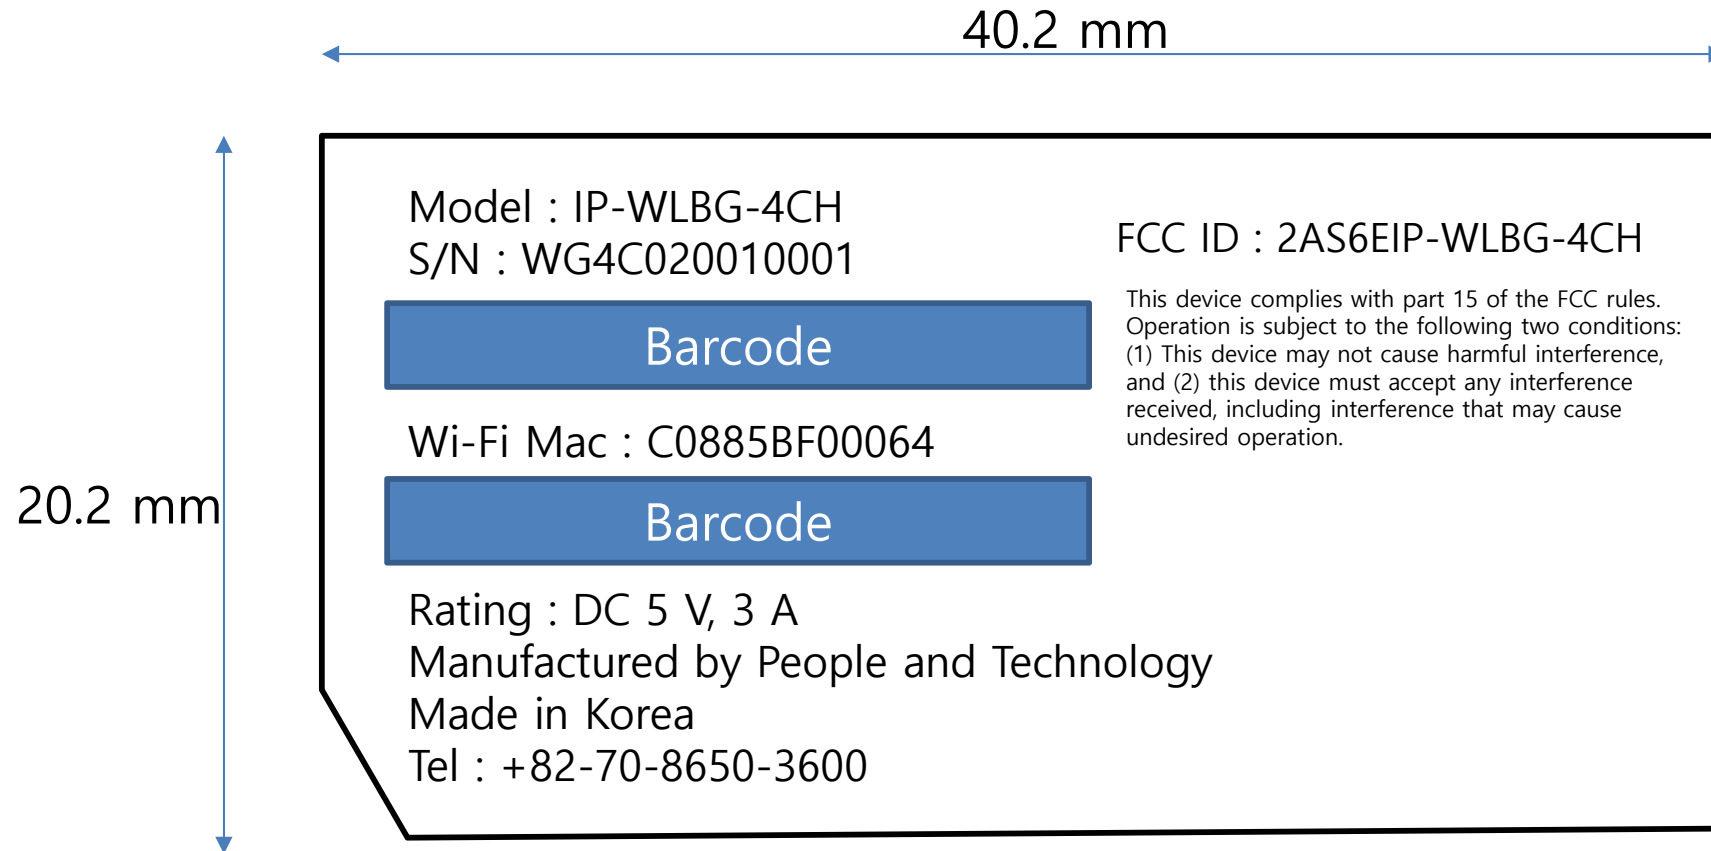 40.2 mm
20.2 mm
Model : IP-WLBG-4CH
S/N : WG4C020010001
Barcode
Wi-Fi Mac : C0885BF00064
Barcode
Rating : DC 5 V, 3 A
Manufactured by People and Technology
Made in Korea
Tel : +82-70-8650-3600
FCC ID : 2AS6EIP-WLBG-4CH
This device complies with part 15 of the FCC rules.
Operation is subject to the following two conditions:
(1) This device may not cause harmful interference,
and (2) this device must accept any interference
received, including interference that may cause
undesired operation.